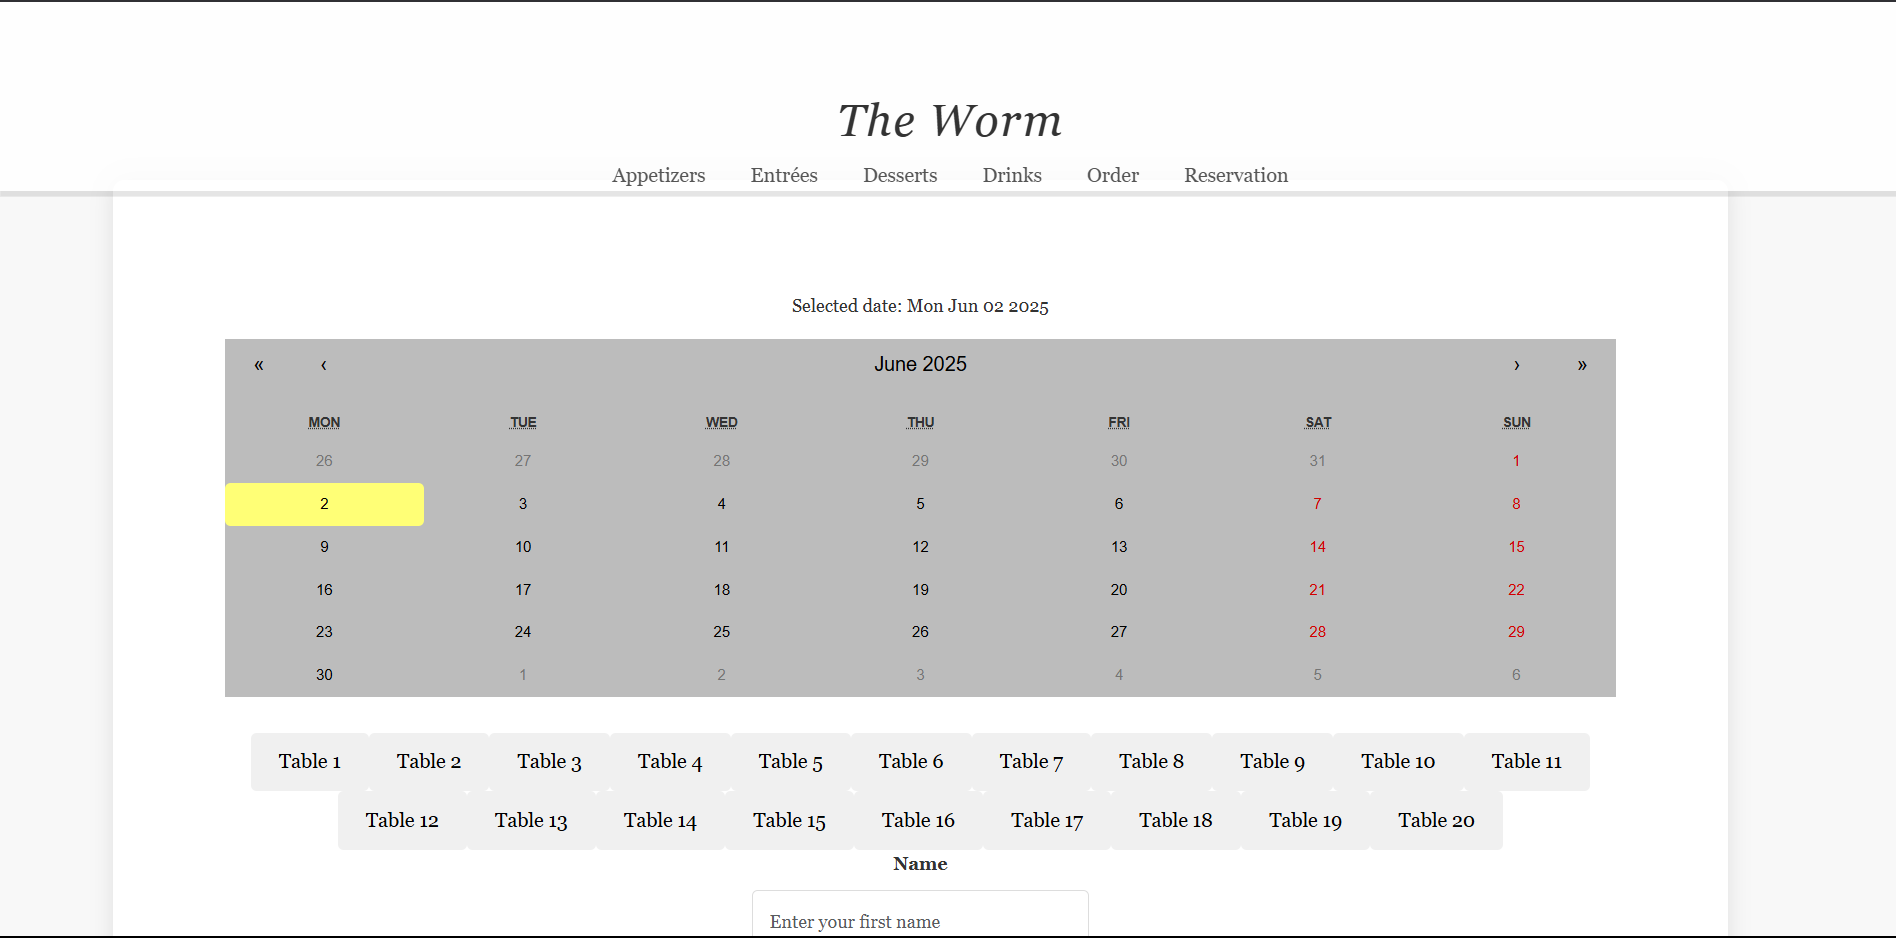 The Worm
Appetizers Entrées Desserts Drinks Order Reservation
Selected date: Mon Jun 02 2025
« ‹ June 2025 › »
MON TUE WED THU FRI SAT SUN
26 27 28 29 30 31 1
2 3 4 5 6 7 8
9 10 11 12 13 14 15
16 17 18 19 20 21 22
23 24 25 26 27 28 29
30 1 2 3 4 5 6
Table 1 Table 2 Table 3 Table 4 Table 5 Table 6 Table 7 Table 8 Table 9 Table 10 Table 11
Table 12 Table 13 Table 14 Table 15 Table 16 Table 17 Table 18 Table 19 Table 20
Name
Enter your first name